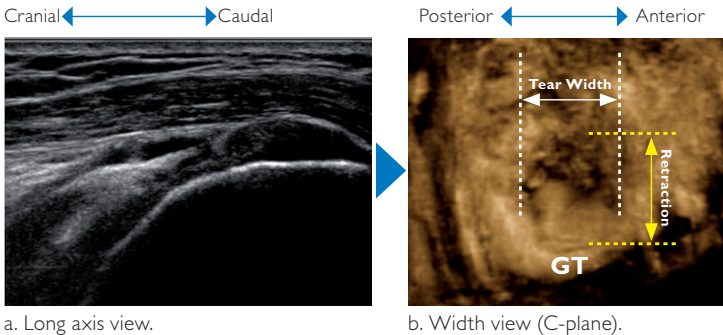 Cranial Caudal
Posterior Anterior
Tear Width
Retraction
GT
a. Long axis view.
b. Width view (C-plane).